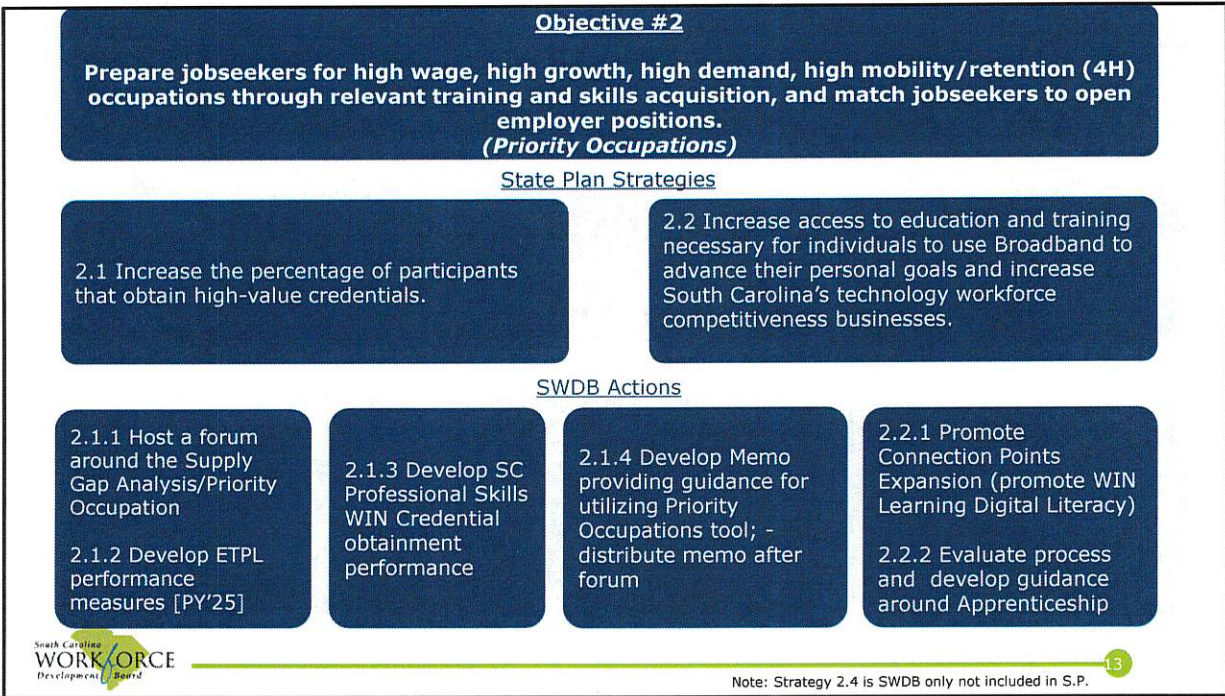 Objective #2
Prepare jobseekers for high wage, high growth, high demand, high mobility/retention (4H)
occupations through relevant training and skills acquisition, and match jobseekers to open
employer positions.
(Priority Occupations)
State Plan Strategies
2.1 Increase the percentage of participants
that obtain high-value credentials.
2.2 Increase access to education and training
necessary for individuals to use Broadband to
advance their personal goals and increase
South Carolina's technology workforce
competitiveness businesses.
SWDB Actions
2.1.1 Host a forum
around the Supply
Gap Analysis/Priority
Occupation
2.1.2 Develop ETPL
performance
measures [PY'25]
2.1.3 Develop SC
Professional Skills
WIN Credential
obtainment
performance
2.1.4 Develop Memo
providing guidance for
utilizing Priority
Occupations tool; -
distribute memo after
forum
2.2.1 Promote
Connection Points
Expansion (promote WIN
Learning Digital Literacy)
2.2.2 Evaluate process
and develop guidance
around Apprenticeship
South Carolina
WORKFORCE
Development Board
13
Note: Strategy 2.4 is SWDB only not included in S.P.